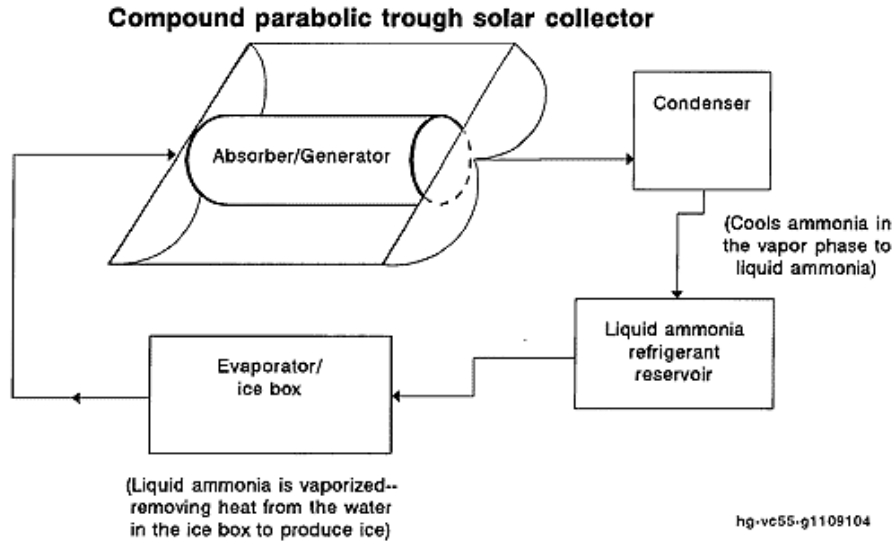 Compound parabolic trough solar collector
Absorber/Generator
Condenser
(Cools ammonia in
the vapor phase to
liquid ammonia)
Liquid ammonia
refrigerant
reservoir
Evaporator/
ice box
(Liquid ammonia is vaporized--
removing heat from the water
in the ice box to produce ice)
hg-vc55-g1109104